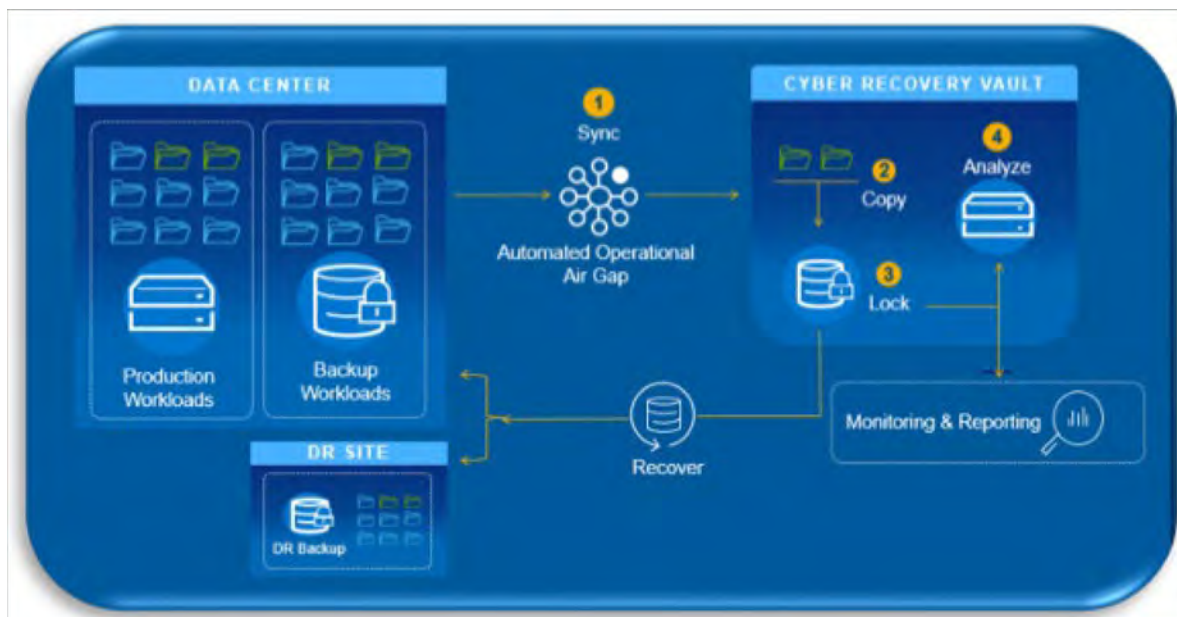 DATA CENTER
Production
Workloads
Backup
Workloads
1
Sync
Automated Operational
Air Gap
CYBER RECOVERY VAULT
2
Copy
3
Lock
4
Analyze
Monitoring & Reporting
Recover
DR SITE
DR Backup